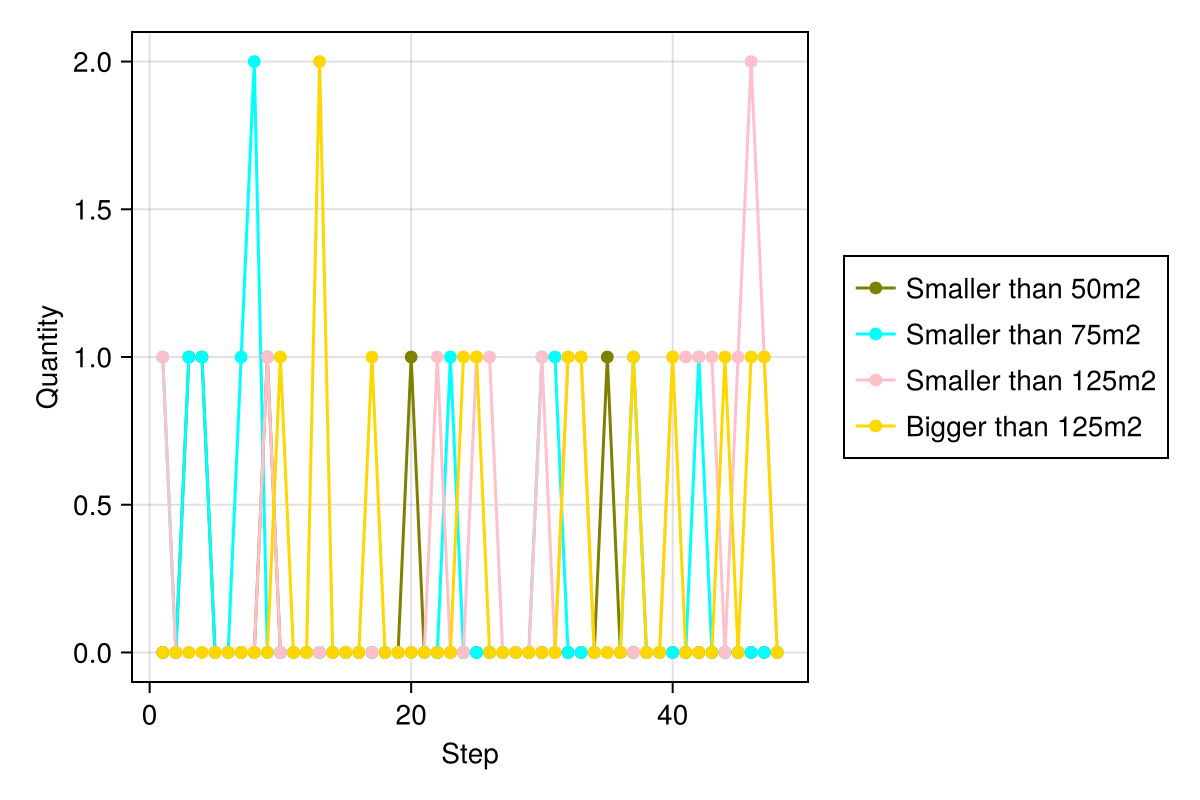 2.0
1.5
1.0
0.5
0.0
Quantity
0
20
40
Step
Smaller than 50m2
Smaller than 75m2
Smaller than 125m2
Bigger than 125m2